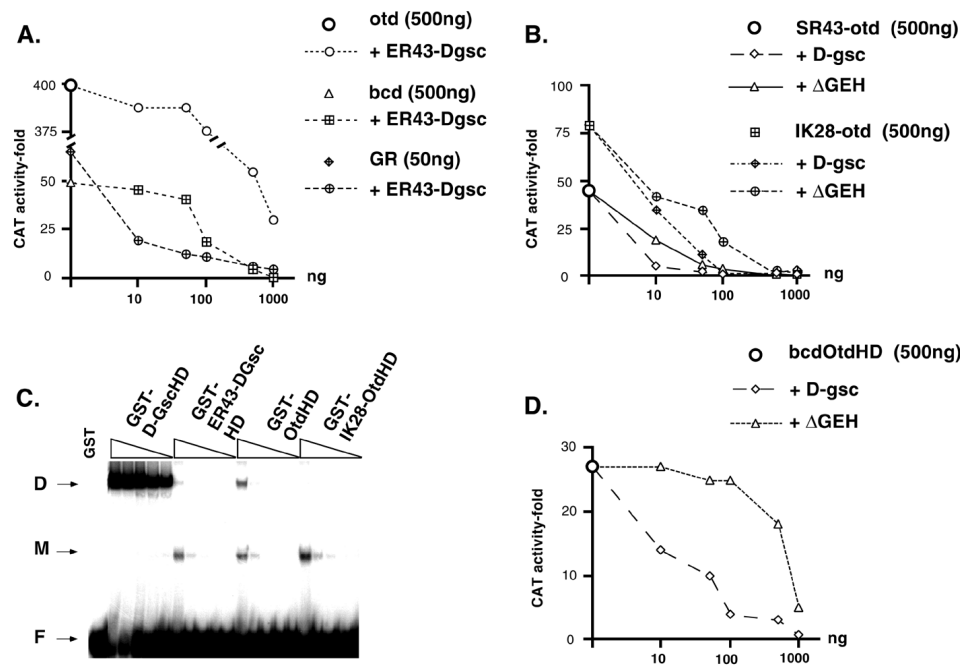 A.
otd (500ng)
+ ER43-Dgsc
bcd (500ng)
+ ER43-Dgsc
GR (50ng)
+ ER43-Dgsc
CAT activity-fold
400
375
50
25
0
10
100
1000
ng
B.
SR43-otd (500ng)
+ D-gsc
+ ΔGEH
IK28-otd (500ng)
+ D-gsc
+ ΔGEH
CAT activity-fold
100
75
50
25
0
10
100
1000
ng
C.
GST
GST-
D-GscHD
GST-
ER43-DGsc
HD
GST-
OtdHD
GST-
IK28-OtdHD
D
M
F
D.
bcdOtdHD (500ng)
+ D-gsc
+ ΔGEH
CAT activity-fold
30
20
10
0
10
100
1000
ng